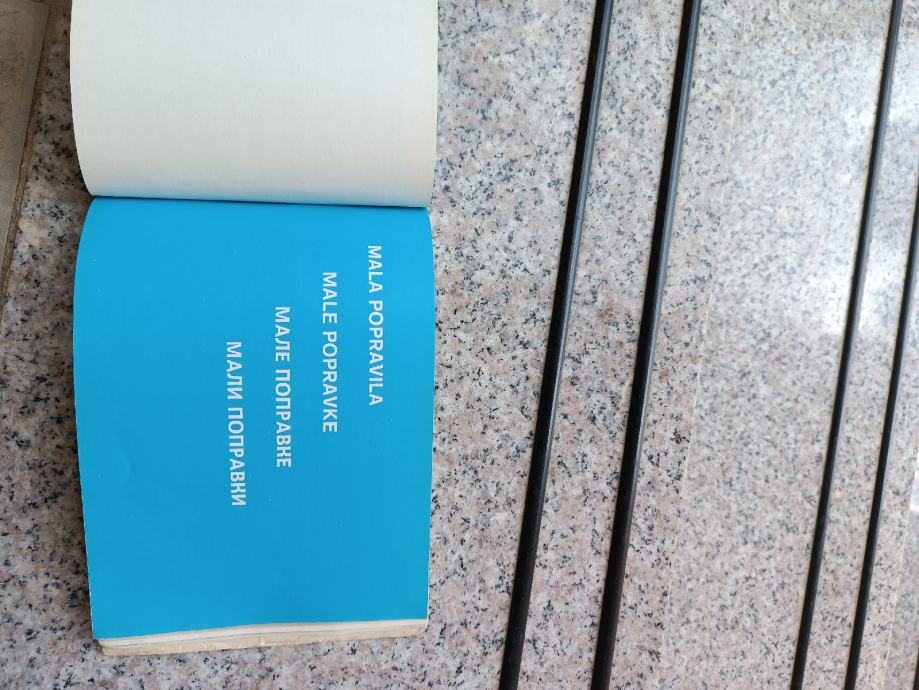 MALA POPRAVILA
MALE POPRAVKE
МАЛЕ ПОПРАВКЕ
МАЛИ ПОПРАВКИ